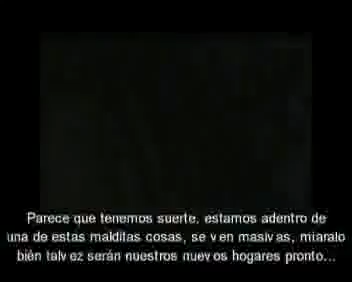 Parece que tenemos suerte, estamos adentro de
una de estas malditas cosas, se ven masivas, miaralo
bién talvez serán nuestros nuevos hogares pronto...